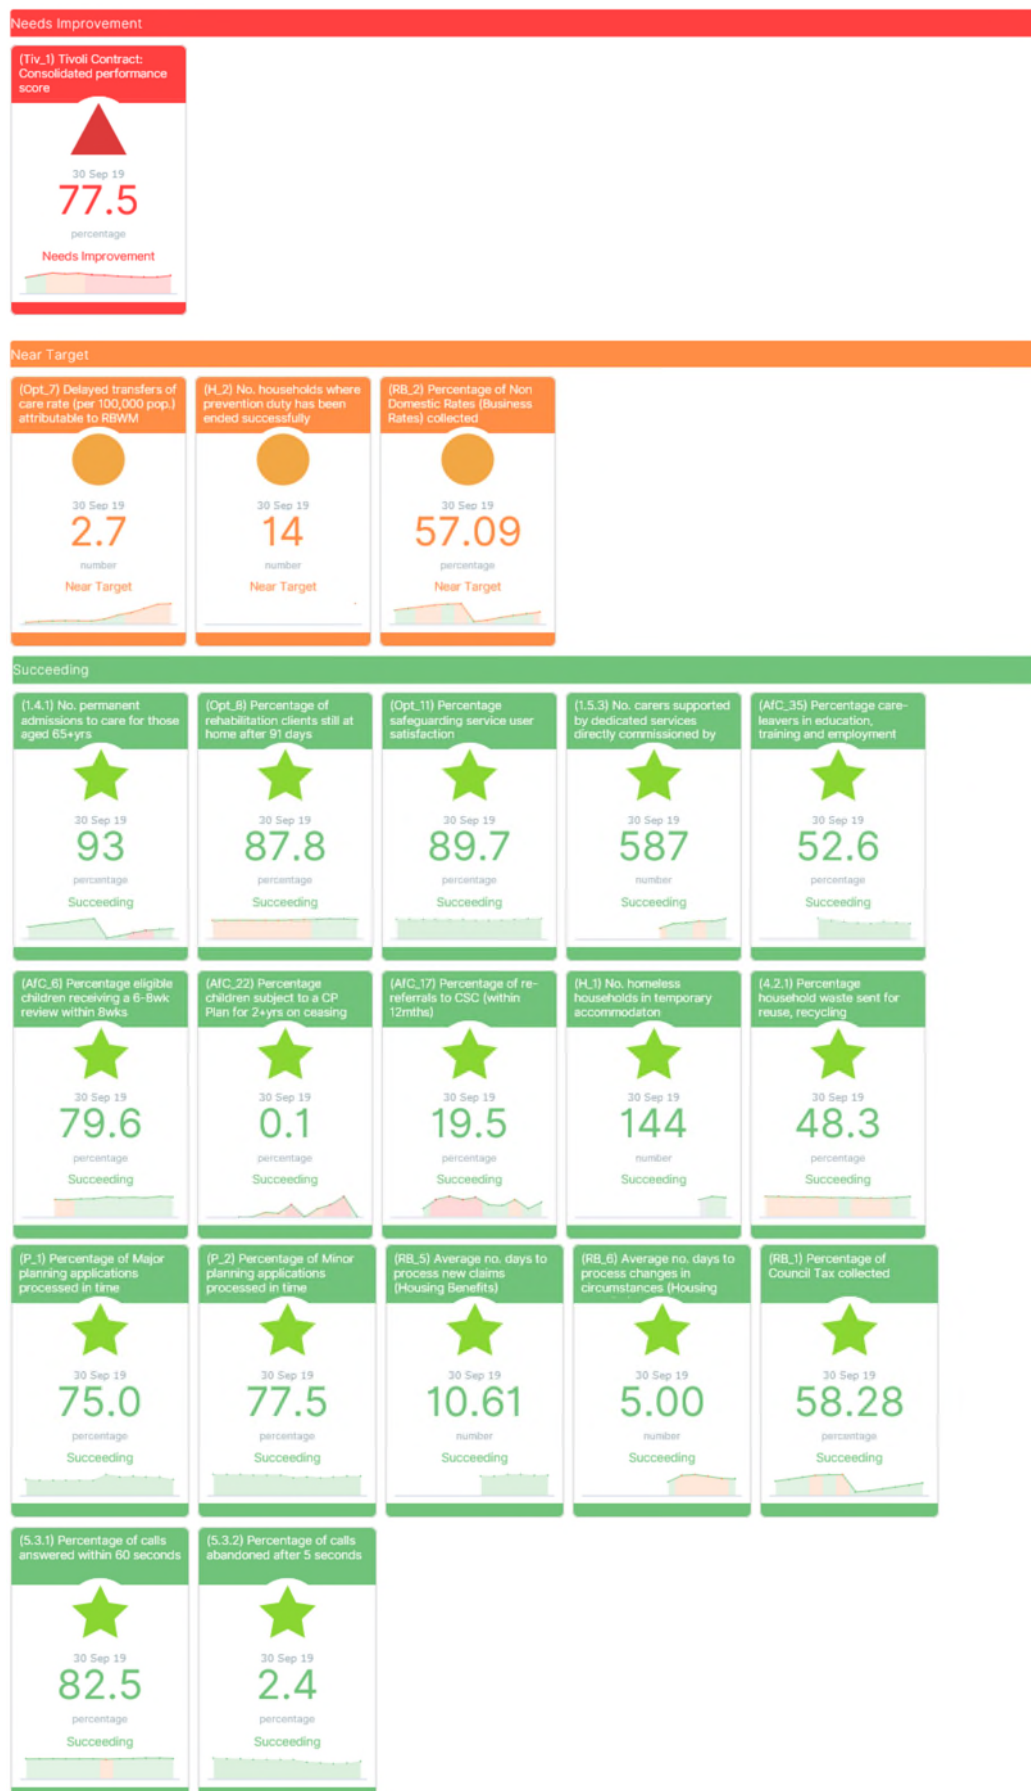 Needs Improvement
(Tiv_1) Tivoli Contract:
Consolidated performance
score
30 Sep 19
77.5
percentage
Needs Improvement
Near Target
(Opt_7) Delayed transfers of
care rate (per 100,000 pop.)
attributable to RBWM
30 Sep 19
2.7
number
Near Target
(H_2) No. households where
prevention duty has been
ended successfully
30 Sep 19
14
number
Near Target
(RB_2) Percentage of Non
Domestic Rates (Business
Rates) collected
30 Sep 19
57.09
percentage
Near Target
Succeeding
(1.4.1) No. permanent
admissions to care for those
aged 65+yrs
30 Sep 19
93
percentage
Succeeding
(Opt_8) Percentage of
rehabilitation clients still at
home after 91 days
30 Sep 19
87.8
percentage
Succeeding
(Opt_11) Percentage
safeguarding service user
satisfaction
30 Sep 19
89.7
percentage
Succeeding
(1.5.3) No. carers supported
by dedicated services
directly commissioned by
30 Sep 19
587
number
Succeeding
(AfC_35) Percentage care-
leavers in education,
training and employment
30 Sep 19
52.6
percentage
Succeeding
(AfC_6) Percentage eligible
children receiving a 6-8wk
review within 8wks
30 Sep 19
79.6
percentage
Succeeding
(AfC_22) Percentage
children subject to a CP
Plan for 2+yrs on ceasing
30 Sep 19
0.1
percentage
Succeeding
(AfC_17) Percentage of re-
referrals to CSC (within
12mths)
30 Sep 19
19.5
percentage
Succeeding
(H_1) No. homeless
households in temporary
accommodaton
30 Sep 19
144
number
Succeeding
(4.2.1) Percentage
household waste sent for
reuse, recycling
30 Sep 19
48.3
percentage
Succeeding
(P_1) Percentage of Major
planning applications
processed in time
30 Sep 19
75.0
percentage
Succeeding
(P_2) Percentage of Minor
planning applications
processed in time
30 Sep 19
77.5
percentage
Succeeding
(RB_5) Average no. days to
process new claims
(Housing Benefits)
30 Sep 19
10.61
number
Succeeding
(RB_6) Average no. days to
process changes in
circumstances (Housing
30 Sep 19
5.00
number
Succeeding
(RB_1) Percentage of
Council Tax collected
30 Sep 19
58.28
percentage
Succeeding
(5.3.1) Percentage of calls
answered within 60 seconds
30 Sep 19
82.5
percentage
Succeeding
(5.3.2) Percentage of calls
abandoned after 5 seconds
30 Sep 19
2.4
percentage
Succeeding